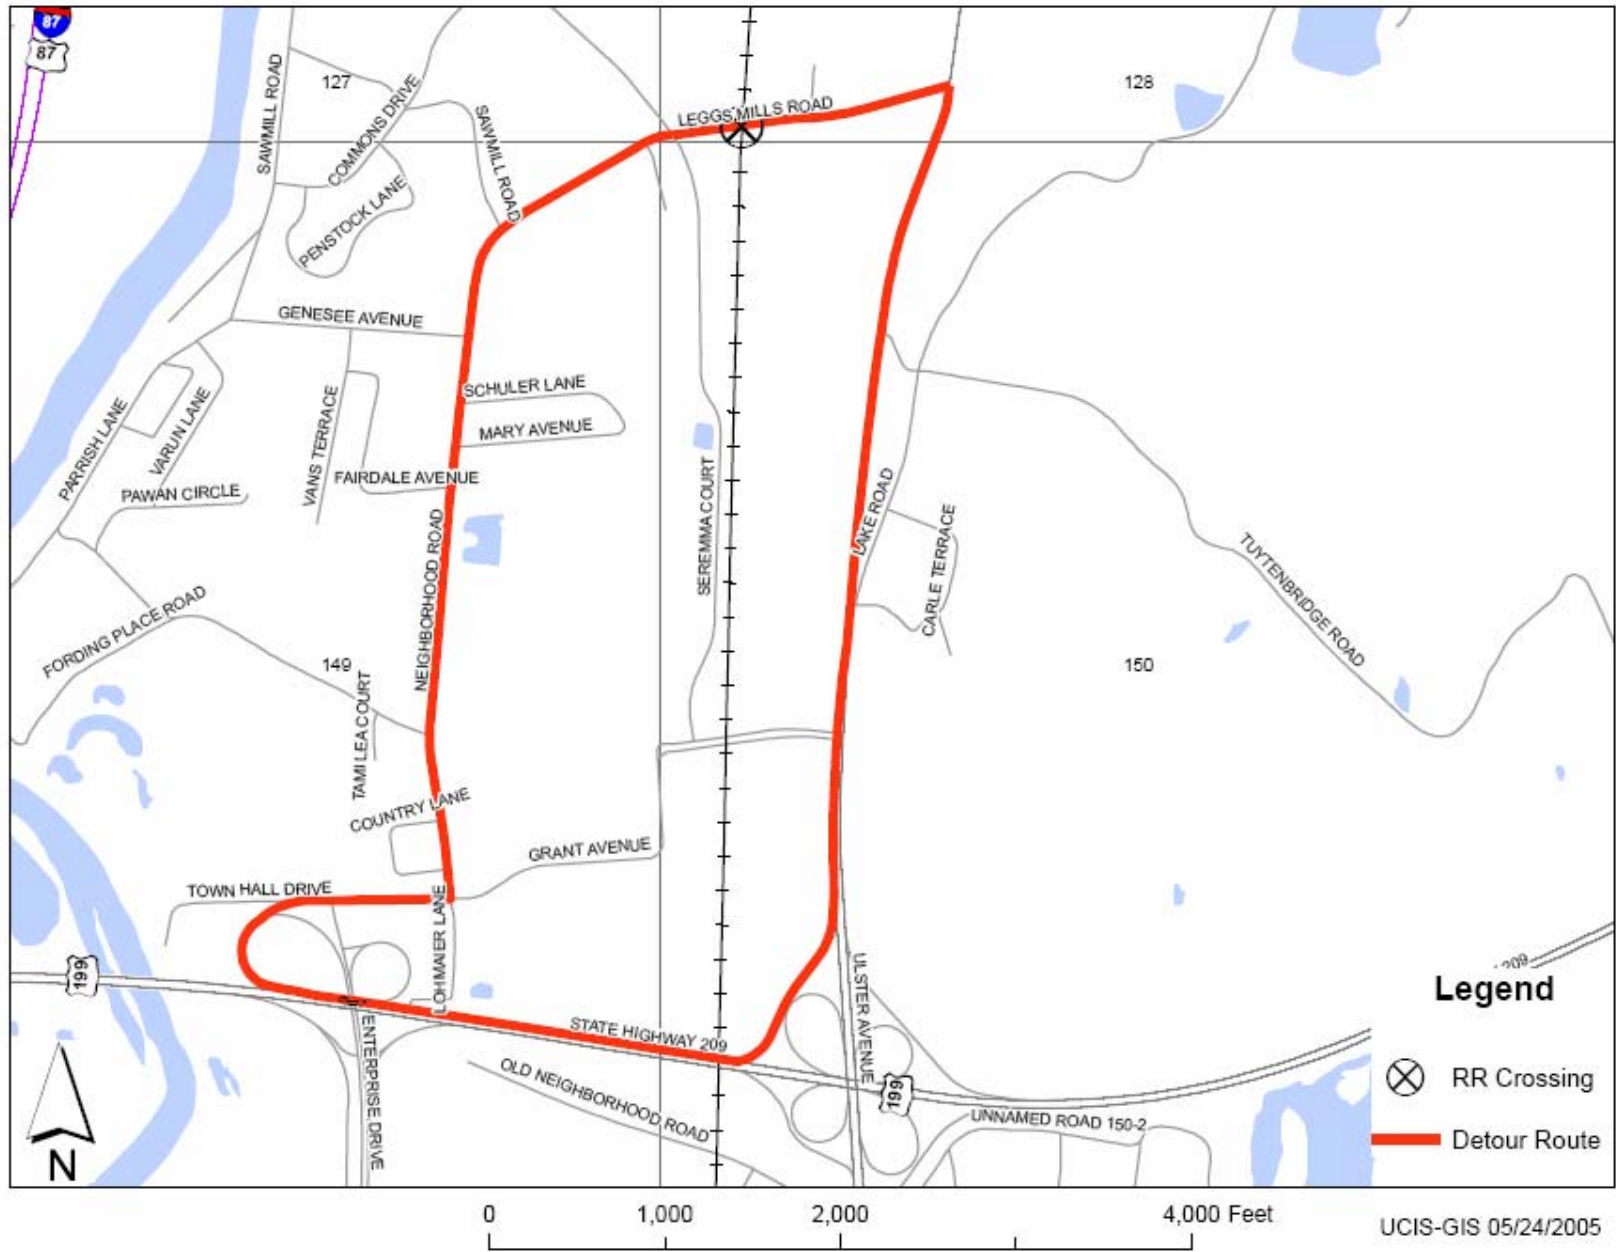 87
87
127
128
SAWMILL ROAD
COMMONS DRIVE
SAWMILL ROAD
LEGGS MILLS ROAD
PENSTOCK LANE
GENESEE AVENUE
SCHULER LANE
MARY AVENUE
PARRISH LANE
VARUN LANE
VANS TERRACE
FAIRDALE AVENUE
PAWAN CIRCLE
NEIGHBORHOOD ROAD
SEREMMA COURT
LAKE ROAD
CARLE TERRACE
TUYTENBRIDGE ROAD
FORDING PLACE ROAD
149
150
TAMI LEA COURT
COUNTRY LANE
GRANT AVENUE
TOWN HALL DRIVE
LOHMAIER LANE
199
ULSTER AVENUE
209
STATE HIGHWAY 209
ENTERPRISE DRIVE
OLD NEIGHBORHOOD ROAD
199
UNNAMED ROAD 150-2
Legend
RR Crossing
Detour Route
N
0 1,000 2,000 4,000 Feet
UCIS-GIS 05/24/2005